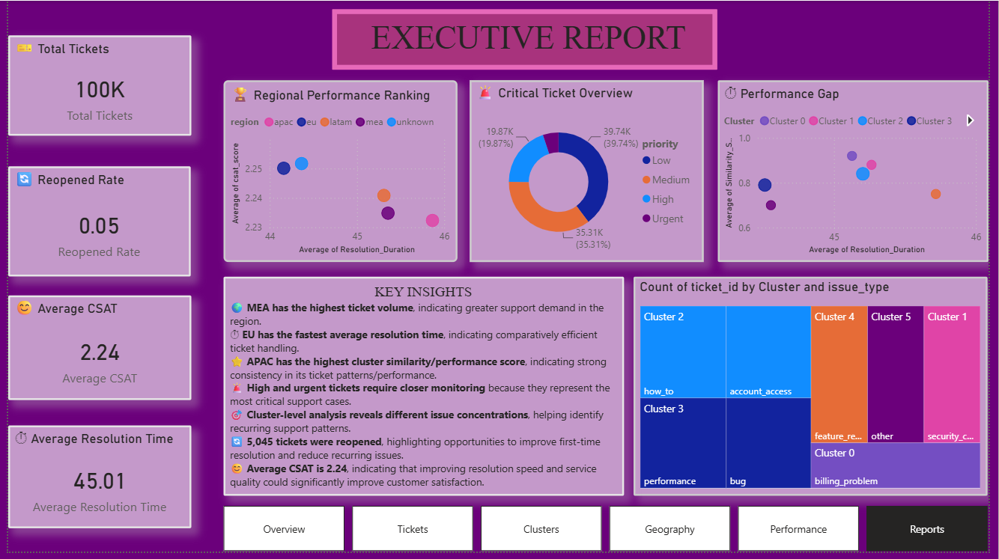 EXECUTIVE REPORT
Total Tickets
100K
Total Tickets
Reopened Rate
0.05
Reopened Rate
Average CSAT
2.24
Average CSAT
Average Resolution Time
45.01
Average Resolution Time
Regional Performance Ranking
region apac eu latam mea unknown
Average of csat_score
2.25
2.24
2.23
44 45 46
Average of Resolution_Duration
Critical Ticket Overview
19.87K
(19.87%)
39.74K
(39.74%)
35.31K
(35.31%)
priority
Low
Medium
High
Urgent
Performance Gap
Cluster Cluster 0 Cluster 1 Cluster 2 Cluster 3
Average of Similarity_S...
1.0
0.8
0.6
45 46
Average of Resolution_Duration
KEY INSIGHTS
MEA has the highest ticket volume, indicating greater support demand in the
region.
EU has the fastest average resolution time, indicating comparatively efficient
ticket handling.
APAC has the highest cluster similarity/performance score, indicating strong
consistency in its ticket patterns/performance.
High and urgent tickets require closer monitoring because they represent the
most critical support cases.
Cluster-level analysis reveals different issue concentrations, helping identify
recurring support patterns.
5,045 tickets were reopened, highlighting opportunities to improve first-time
resolution and reduce recurring issues.
Average CSAT is 2.24, indicating that improving resolution speed and service
quality could significantly improve customer satisfaction.
Count of ticket_id by Cluster and issue_type
Cluster 2
how_to
account_access
Cluster 3
performance
bug
Cluster 4
feature_re...
Cluster 5
other
Cluster 1
security_c...
Cluster 0
billing_problem
Overview
Tickets
Clusters
Geography
Performance
Reports